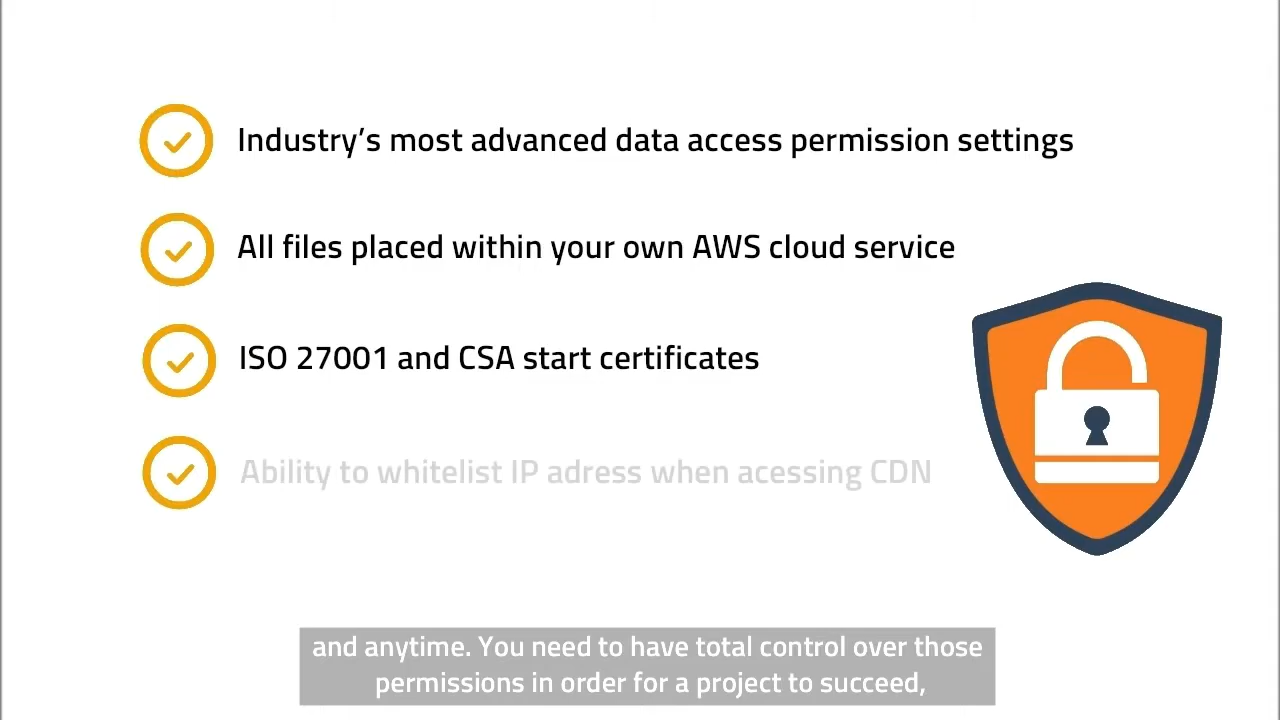 Industry’s most advanced data access permission settings
All files placed within your own AWS cloud service
ISO 27001 and CSA start certificates
Ability to whitelist IP adress when acessing CDN
and anytime. You need to have total control over those
permissions in order for a project to succeed,